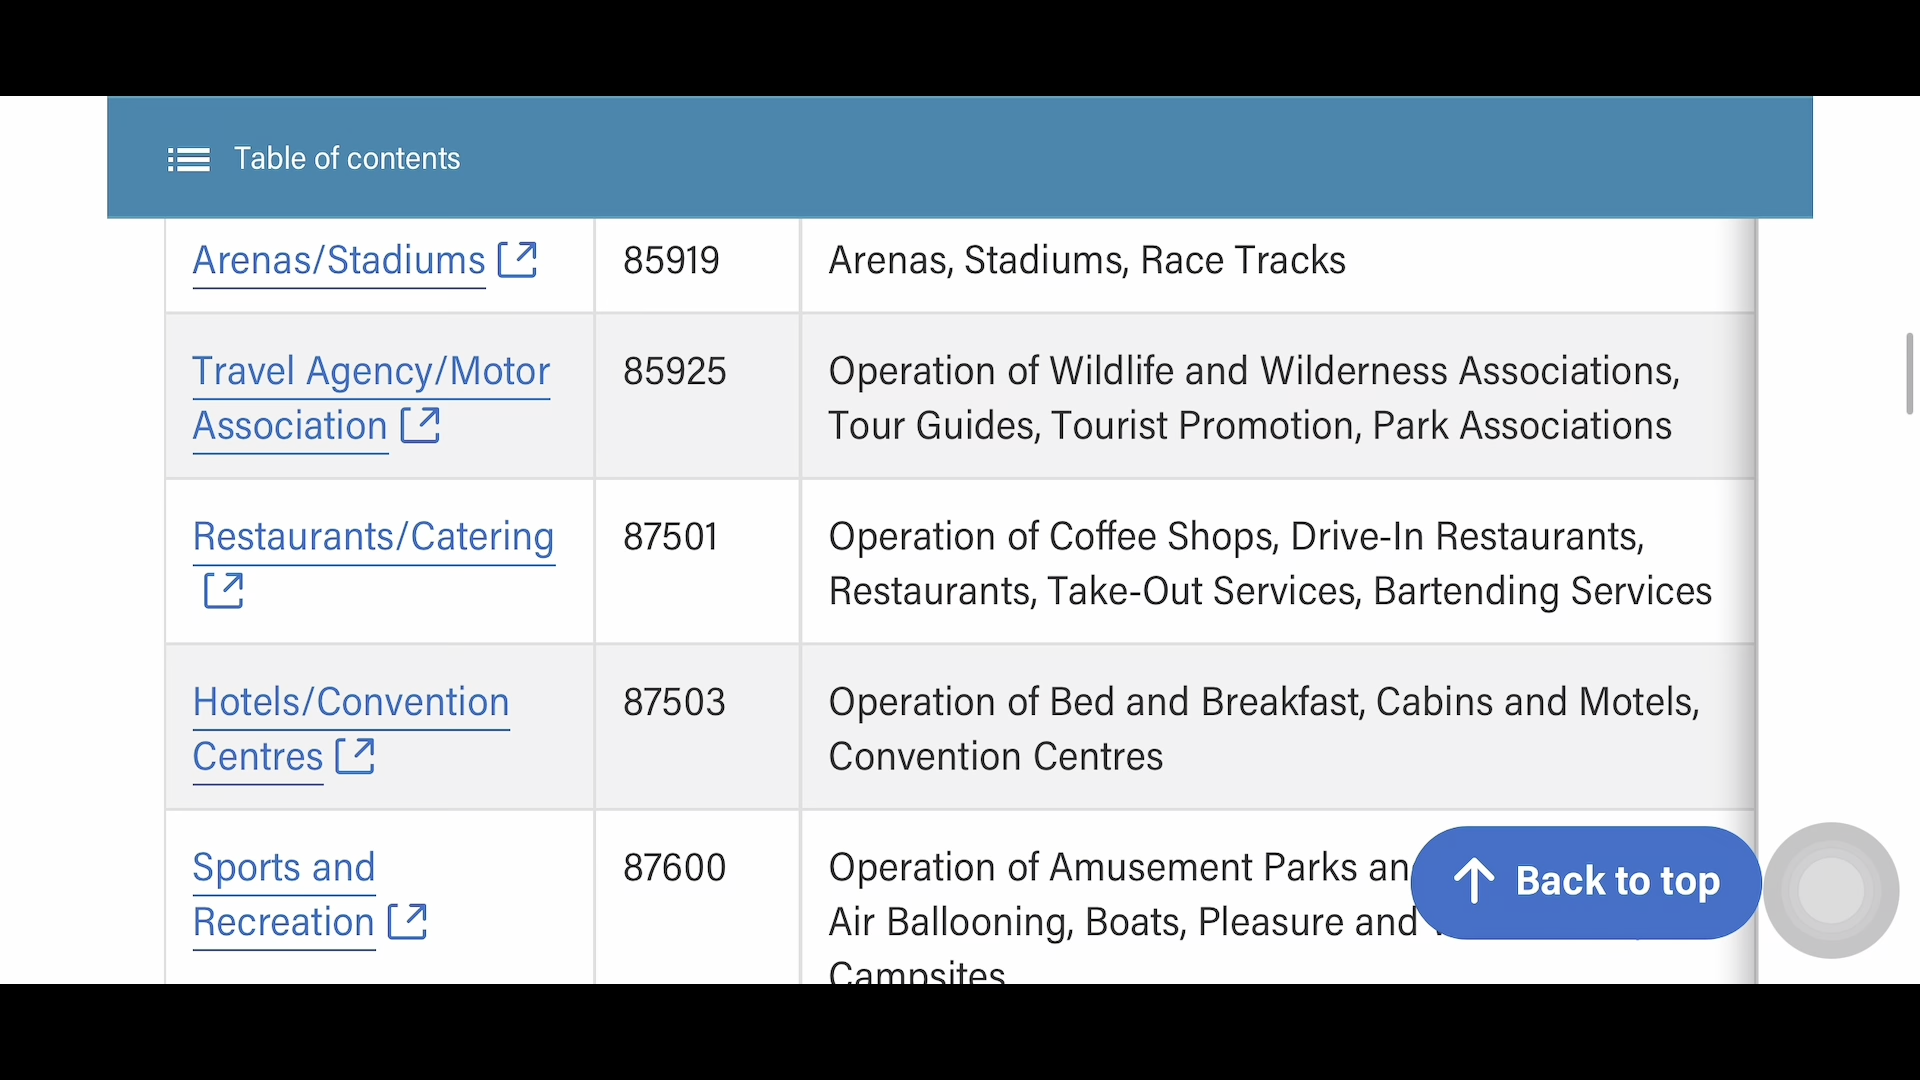 Table of contents
Arenas/Stadiums 85919 Arenas, Stadiums, Race Tracks
Travel Agency/Motor 85925 Operation of Wildlife and Wilderness Associations,
Association Tour Guides, Tourist Promotion, Park Associations
Restaurants/Catering 87501 Operation of Coffee Shops, Drive-In Restaurants,
Restaurants, Take-Out Services, Bartending Services
Hotels/Convention 87503 Operation of Bed and Breakfast, Cabins and Motels,
Centres Convention Centres
Sports and 87600 Operation of Amusement Parks
Recreation Air Ballooning, Boats, Pleasure and
Campsites
Back to top